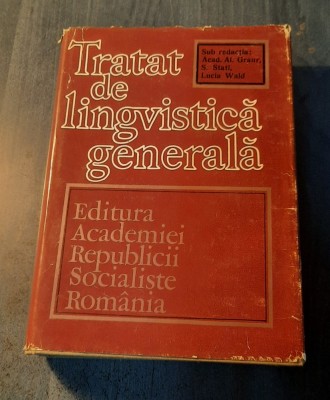 Tratat
de
lingvistică
generală
Sub redacția:
Acad. Al. Graur,
S. Stati,
Lucia Wald
Editura
Academiei
Republicii
Socialiste
România